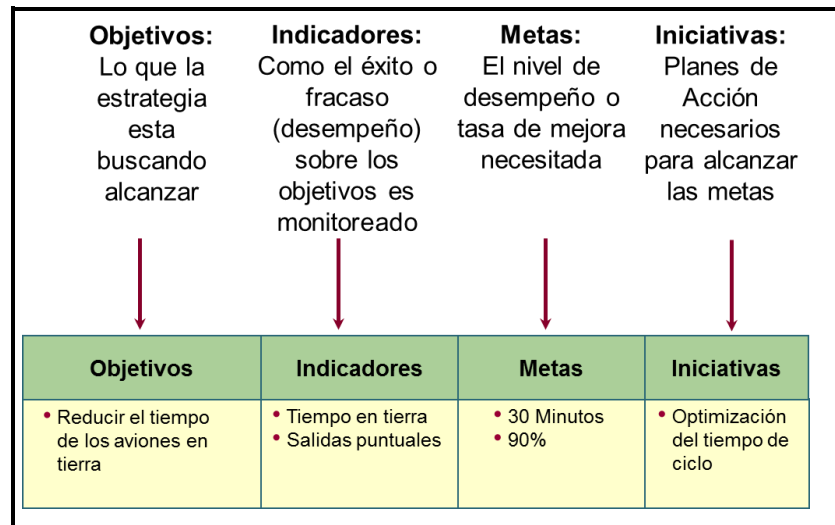 Objetivos:
Lo que la
estrategia
esta
buscando
alcanzar
Indicadores:
Como el éxito o
fracaso
(desempeño)
sobre los
objetivos es
monitoreado
Metas:
El nivel de
desempeño o
tasa de mejora
necesitada
Iniciativas:
Planes de
Acción
necesarios
para alcanzar
las metas
Objetivos
Indicadores
Metas
Iniciativas
• Reducir el tiempo
de los aviones en
tierra
• Tiempo en tierra
• Salidas puntuales
• 30 Minutos
• 90%
• Optimización
del tiempo de
ciclo